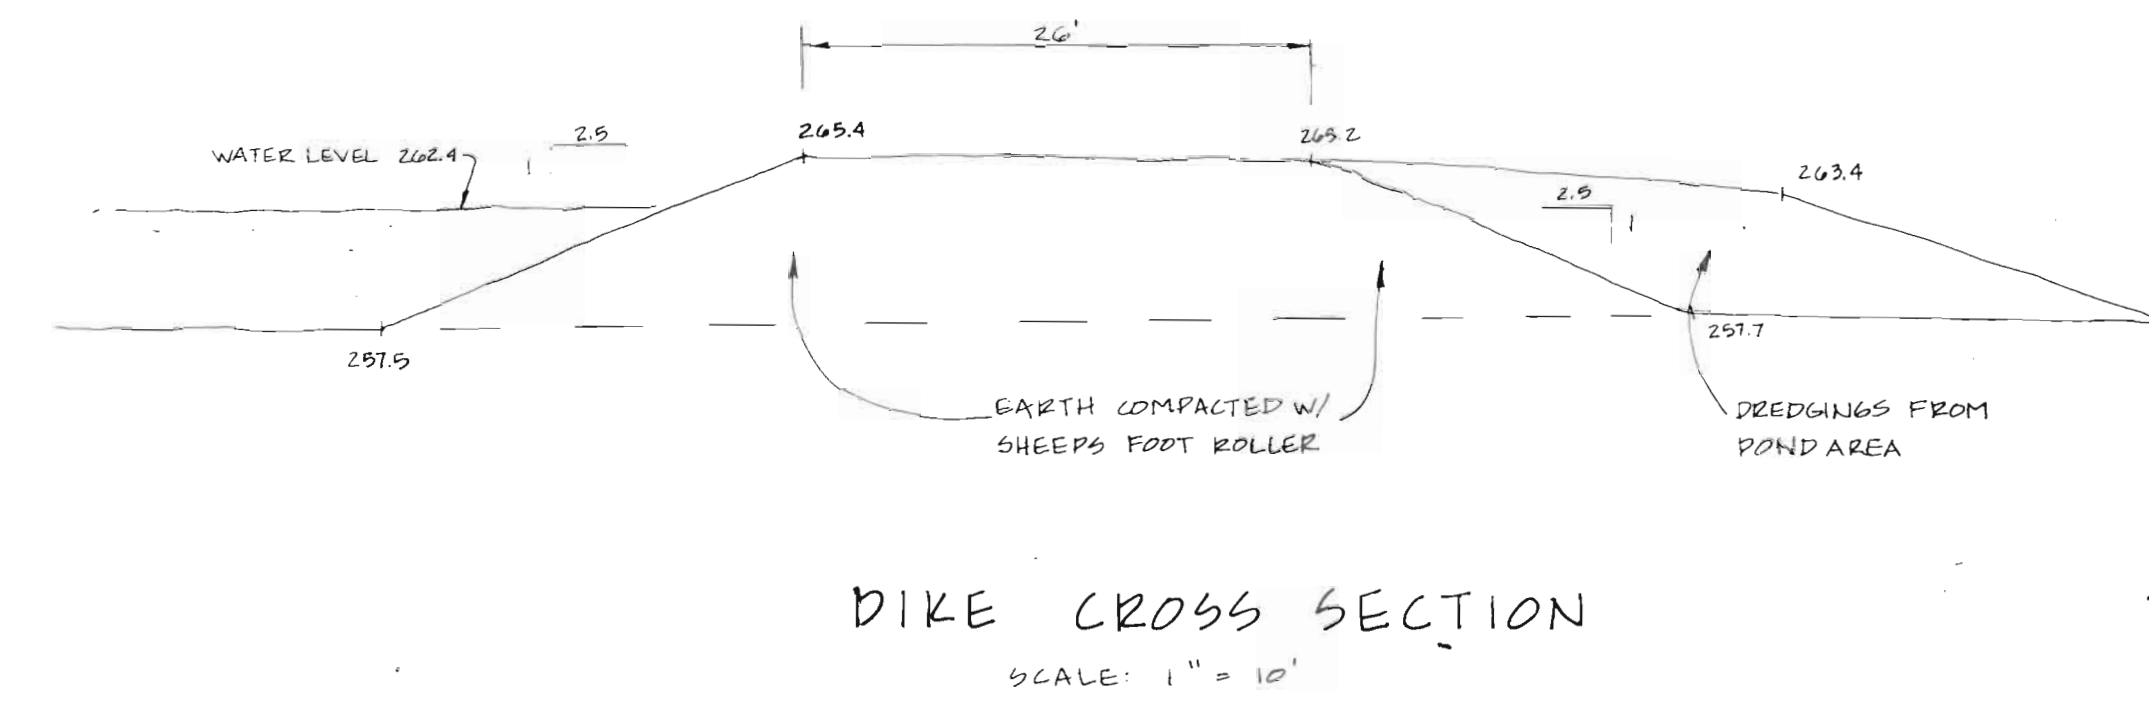 26'
265.4
265.2
2.5
WATER LEVEL 262.4
1
263.4
2.5
1
257.5
257.7
EARTH COMPACTED W/
SHEEPS FOOT ROLLER
DREDGINGS FROM
POND AREA
DIKE CROSS SECTION
SCALE: 1" = 10'